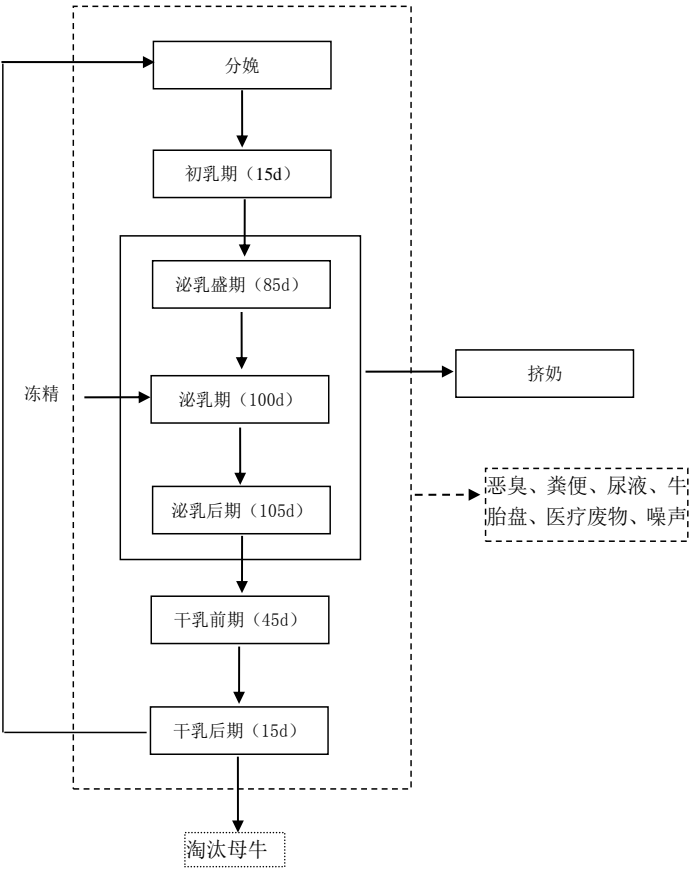 分娩
初乳期（15d）
泌乳盛期（85d）
挤奶
冻精
泌乳期（100d）
恶臭、粪便、尿液、牛
胎盘、医疗废物、噪声
泌乳后期（105d）
干乳前期（45d）
干乳后期（15d）
淘汰母牛